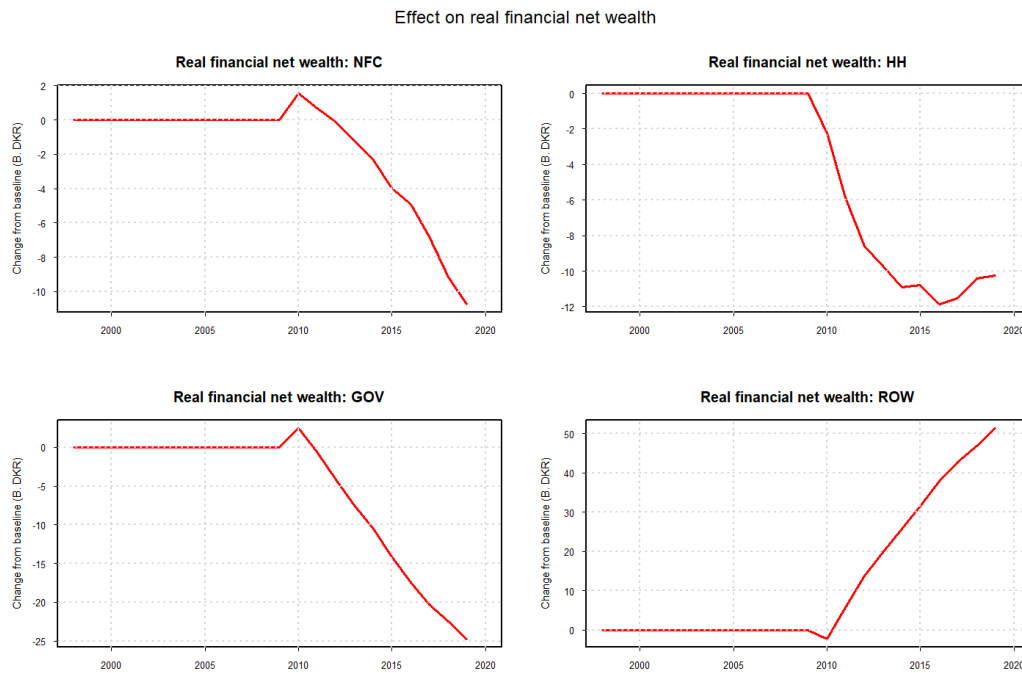 Effect on real financial net wealth
Real financial net wealth: NFC
Change from baseline (B. DKR)
2
0
-2
-4
-6
-8
-10
2000 2005 2010 2015 2020
Real financial net wealth: HH
Change from baseline (B. DKR)
0
-2
-4
-6
-8
-10
-12
2000 2005 2010 2015 2020
Real financial net wealth: GOV
Change from baseline (B. DKR)
0
-5
-10
-15
-20
-25
2000 2005 2010 2015 2020
Real financial net wealth: ROW
Change from baseline (B. DKR)
50
40
30
20
10
0
2000 2005 2010 2015 2020